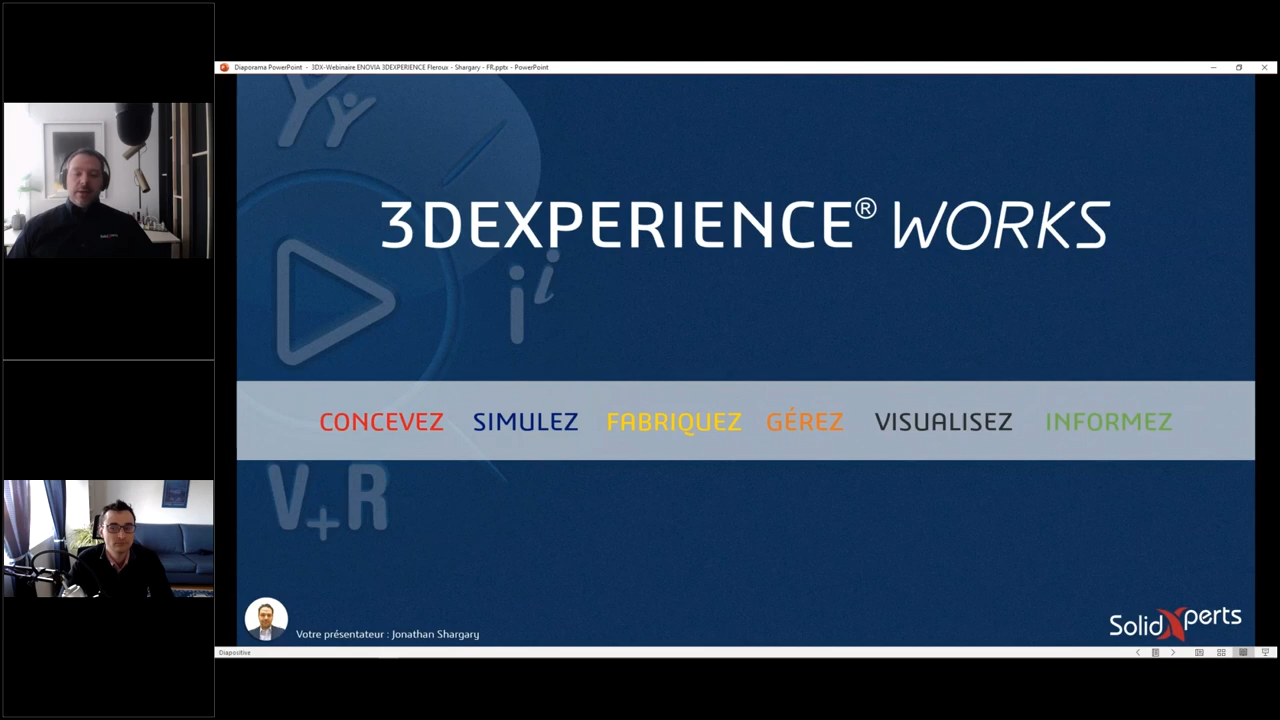 Diaporama PowerPoint - 3DX-Webinaire ENOVIA 3DEXPERIENCE Fleroux - Shargary - FR.pptx - PowerPoint
3DEXPERIENCE® WORKS
i i
CONCEVEZ SIMULEZ FABRIQUEZ GÉREZ VISUALISEZ INFORMEZ
V+R
Votre présentateur : Jonathan Shargary
SolidXperts
Diapositive